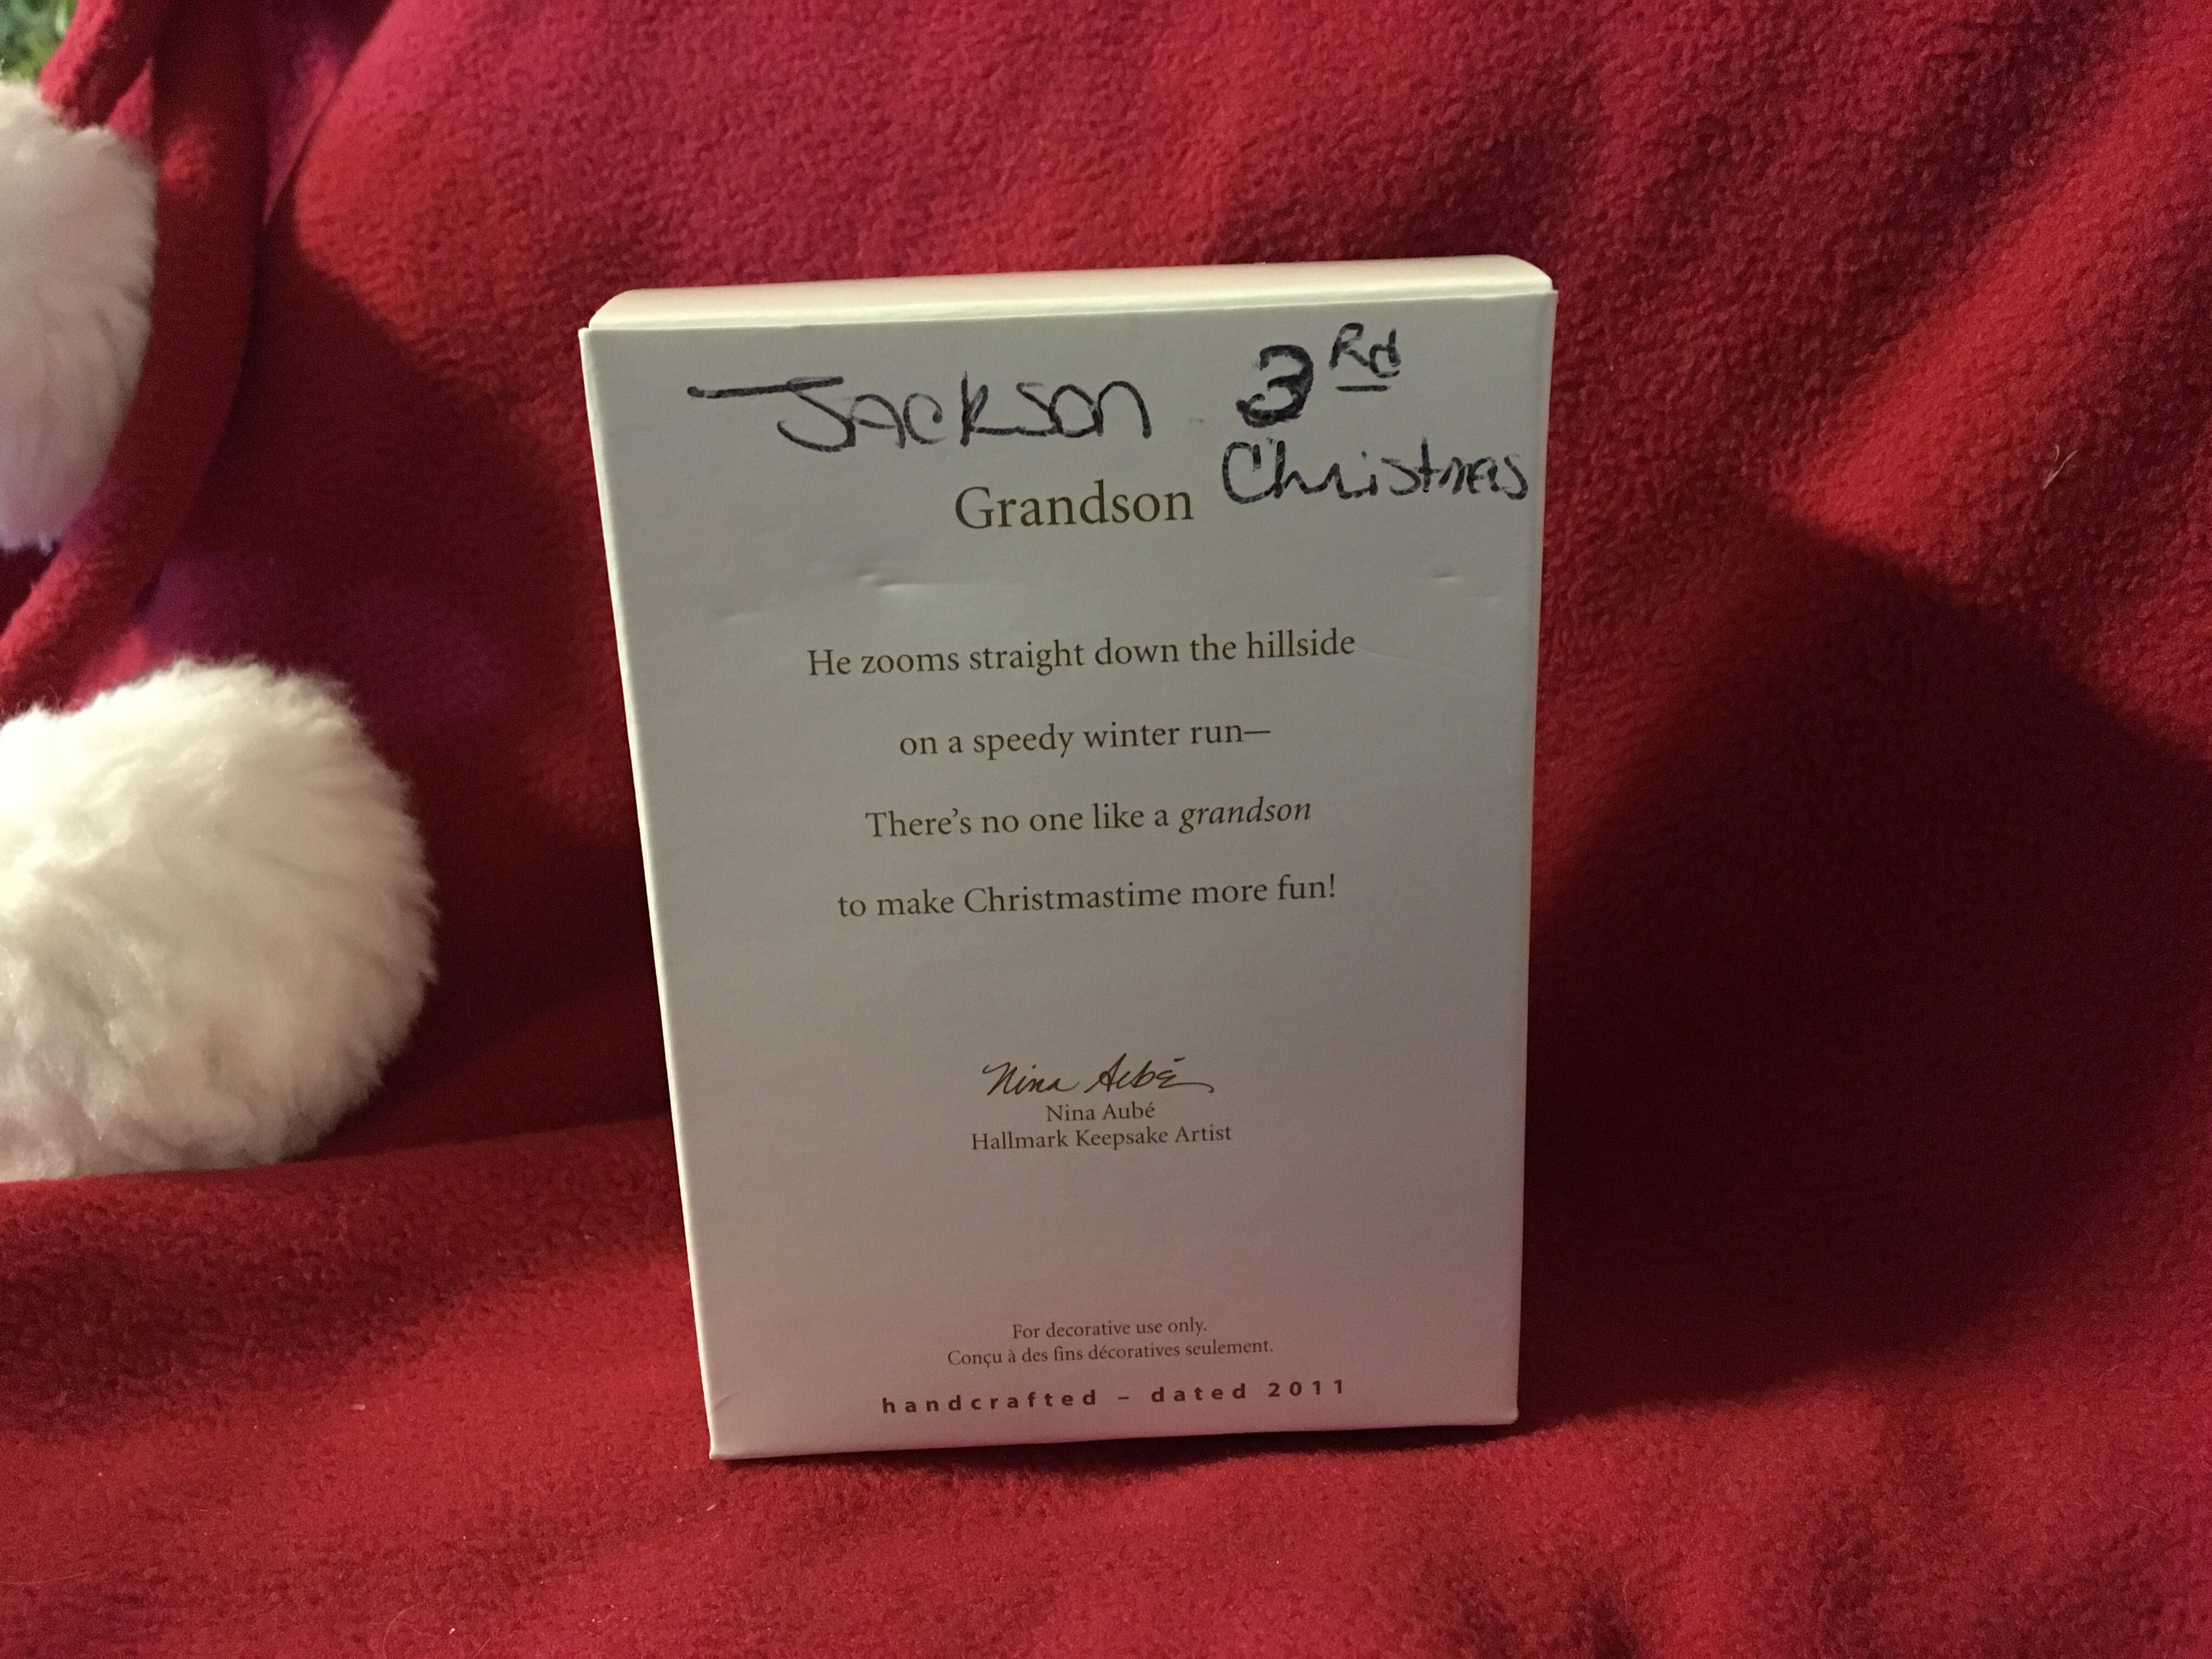 Jackson 3Rd
Christmas
Grandson
He zooms straight down the hillside
on a speedy winter run—
There's no one like a grandson
to make Christmastime more fun!
Nina Aubé
Nina Aubé
Hallmark Keepsake Artist
For decorative use only.
Conçu à des fins décoratives seulement.
handcrafted – dated 2011